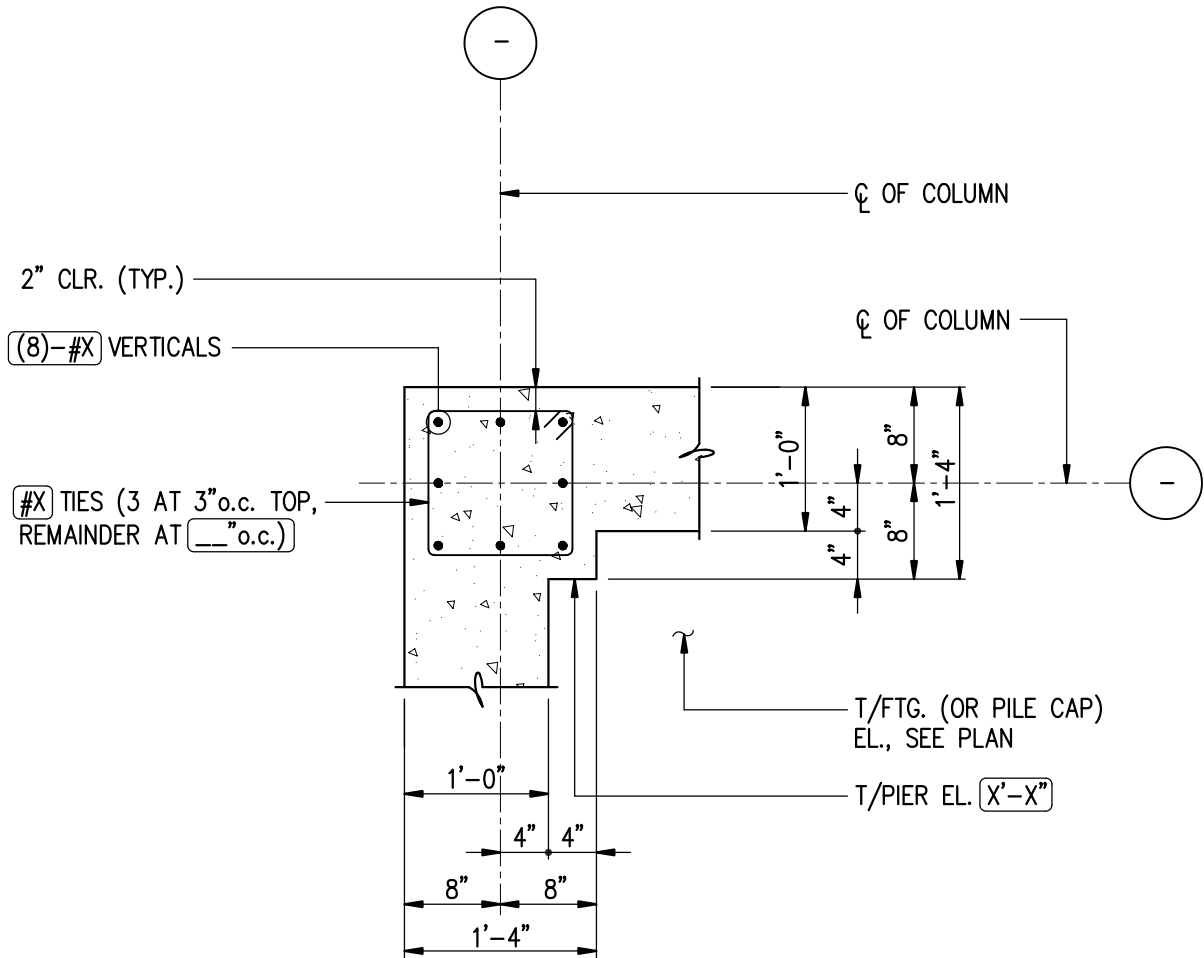 –
℄ OF COLUMN
2” CLR. (TYP.)
℄ OF COLUMN
(8)–#X VERTICALS
8”
1’–0”
1’–4”
–
#X TIES (3 AT 3”o.c. TOP,
REMAINDER AT __”o.c.)
4”
8”
4”
T/FTG. (OR PILE CAP)
EL., SEE PLAN
1’–0”
T/PIER EL. X’–X”
4” 4”
8” 8”
1’–4”